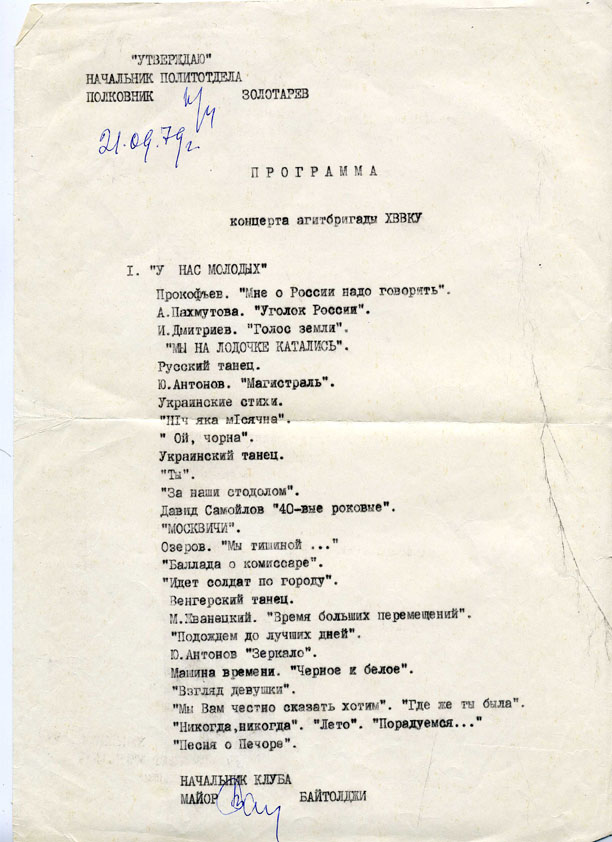 "УТВЕРЖДАЮ"
НАЧАЛЬНИК ПОЛИТОТДЕЛА
ПОЛКОВНИК ЗОЛОТАРЕВ
21.09.79г.
ПРОГРАММА
концерта агитбригады ХВВКУ
I. "У НАС МОЛОДЫХ"
Прокофьев. "Мне о России надо говорять".
А.Пахмутова. "Уголок России".
И.Дмитриев. "Голос земли".
"МЫ НА ЛОДОЧКЕ КАТАЛИСЬ".
Русский танец.
Ю.Антонов. "Магистраль".
Украинские стихи.
"НIч яка мIсячна".
" Ой, чорна".
Украинский танец.
"Ты".
"За наши стодолом".
Давид Самойлов "40-вые роковые".
"МОСКВИЧИ".
Озеров. "Мы тишиной ..."
"Баллада о комиссаре".
"Идет солдат по городу".
Венгерский танец.
М.Жванецкий. "Время больших перемещений".
"Подождем до лучших дней".
Ю.Антонов "Зеркало".
Машина времени. "Черное и белое".
"Взгляд девушки".
"Мы Вам честно сказать хотим". "Где же ты была".
"Никогда,никогда". "Лето". "Порадуемся..."
"Песня о Печоре".
НАЧАЛЬНИК КЛУБА
МАЙОР БАЙТОЛДЖИ